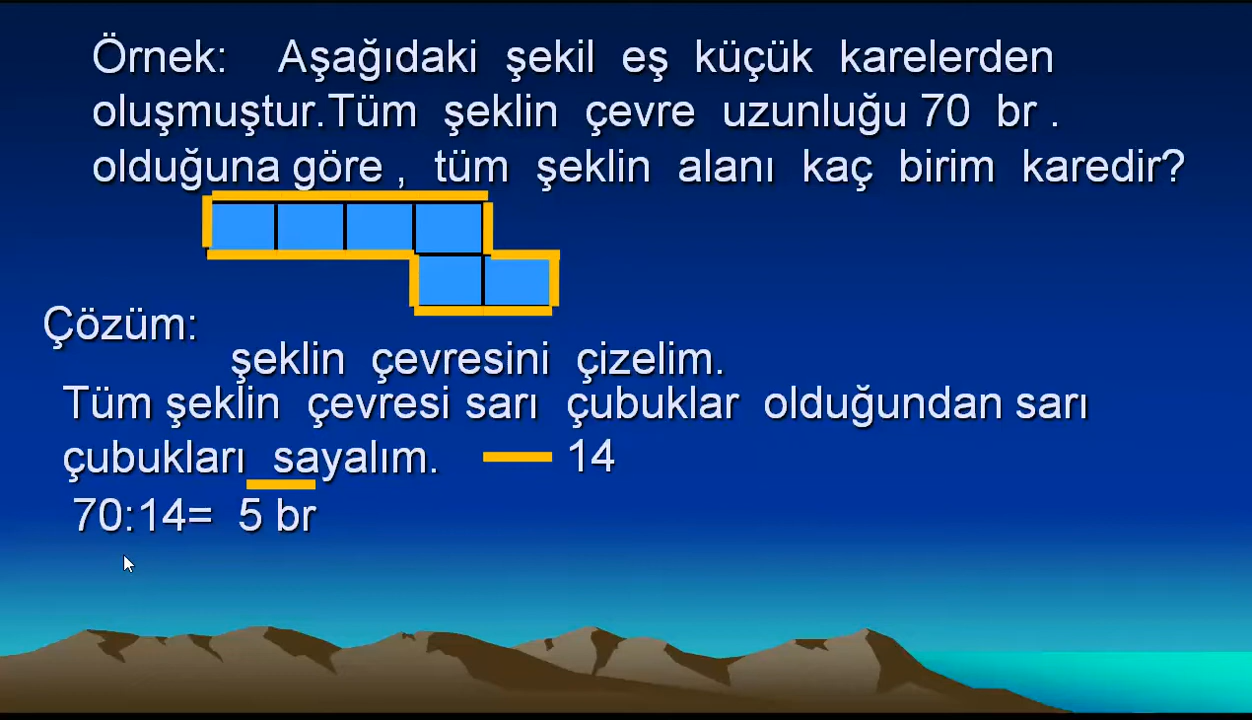 Örnek: Aşağıdaki şekil eş küçük karelerden
oluşmuştur.Tüm şeklin çevre uzunluğu 70 br .
olduğuna göre , tüm şeklin alanı kaç birim karedir?
Çözüm:
şeklin çevresini çizelim.
Tüm şeklin çevresi sarı çubuklar olduğundan sarı
çubukları sayalım. 14
70:14= 5 br